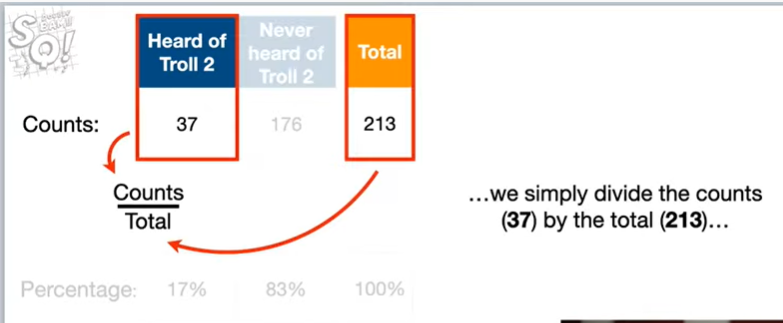 SQ!
Heard of
Troll 2
Never
heard of
Troll 2
Total
Counts: 37 176 213
Counts
Total
…we simply divide the counts
(37) by the total (213)…
Percentage: 17% 83% 100%